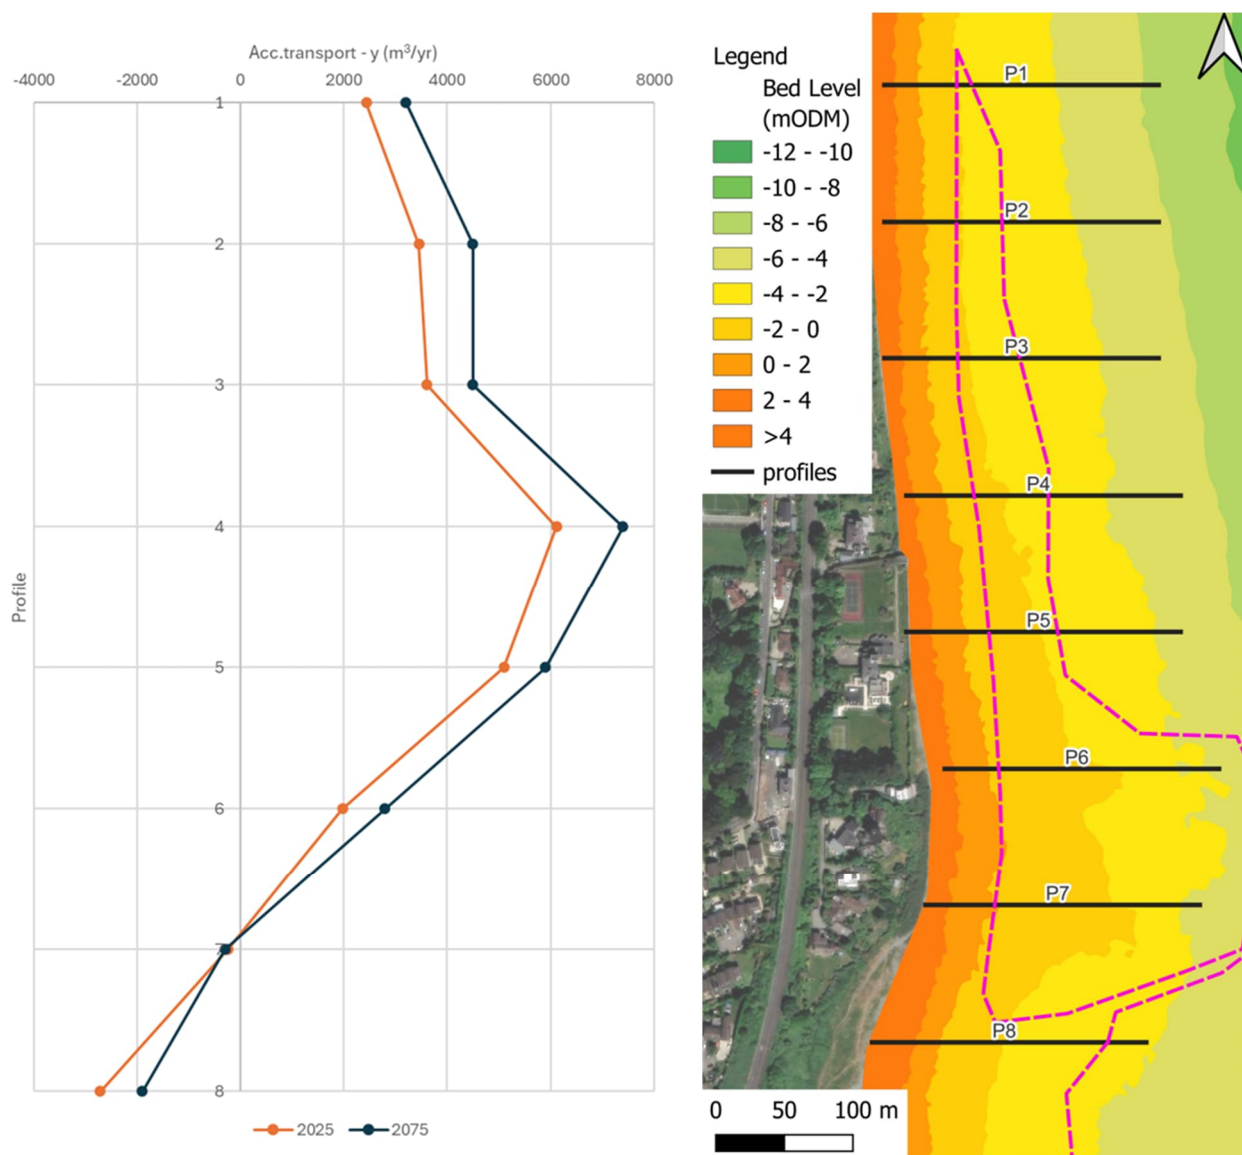 Acc.transport - y (m³/yr)
-4000 -2000 0 2000 4000 6000 8000
Profile
1
2
3
4
5
6
7
8
2025 2075
Legend
Bed Level
(mODM)
-12 - -10
-10 - -8
-8 - -6
-6 - -4
-4 - -2
-2 - 0
0 - 2
2 - 4
>4
profiles
P1
P2
P3
P4
P5
P6
P7
P8
0 50 100 m